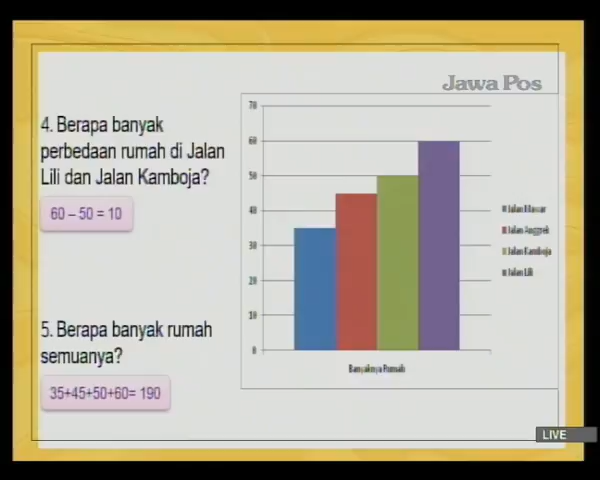 Jawa Pos
4. Berapa banyak
perbedaan rumah di Jalan
Lili dan Jalan Kamboja?
60 – 50 = 10
5. Berapa banyak rumah
semuanya?
35+45+50+60= 190
70
60
50
40
30
20
10
0
Banyaknya Rumah
Jalan Mawar
Jalan Anggrek
Jalan Kamboja
Jalan Lili
LIVE